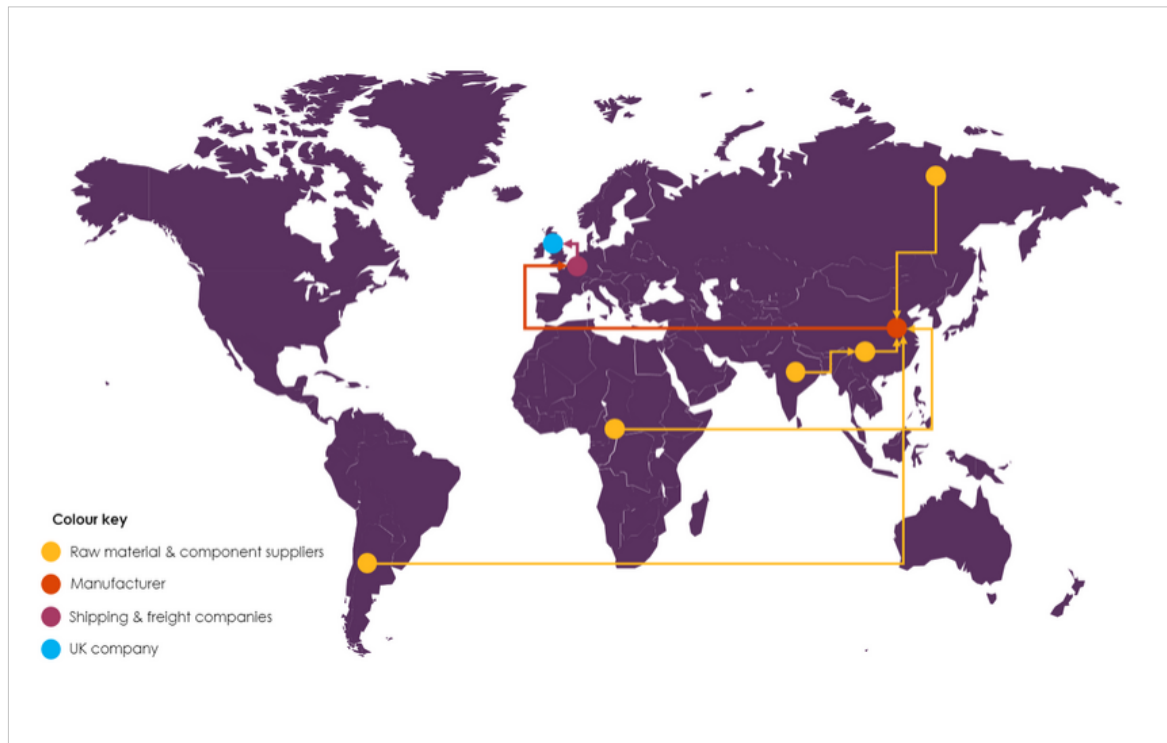 Colour key
Raw material & component suppliers
Manufacturer
Shipping & freight companies
UK company